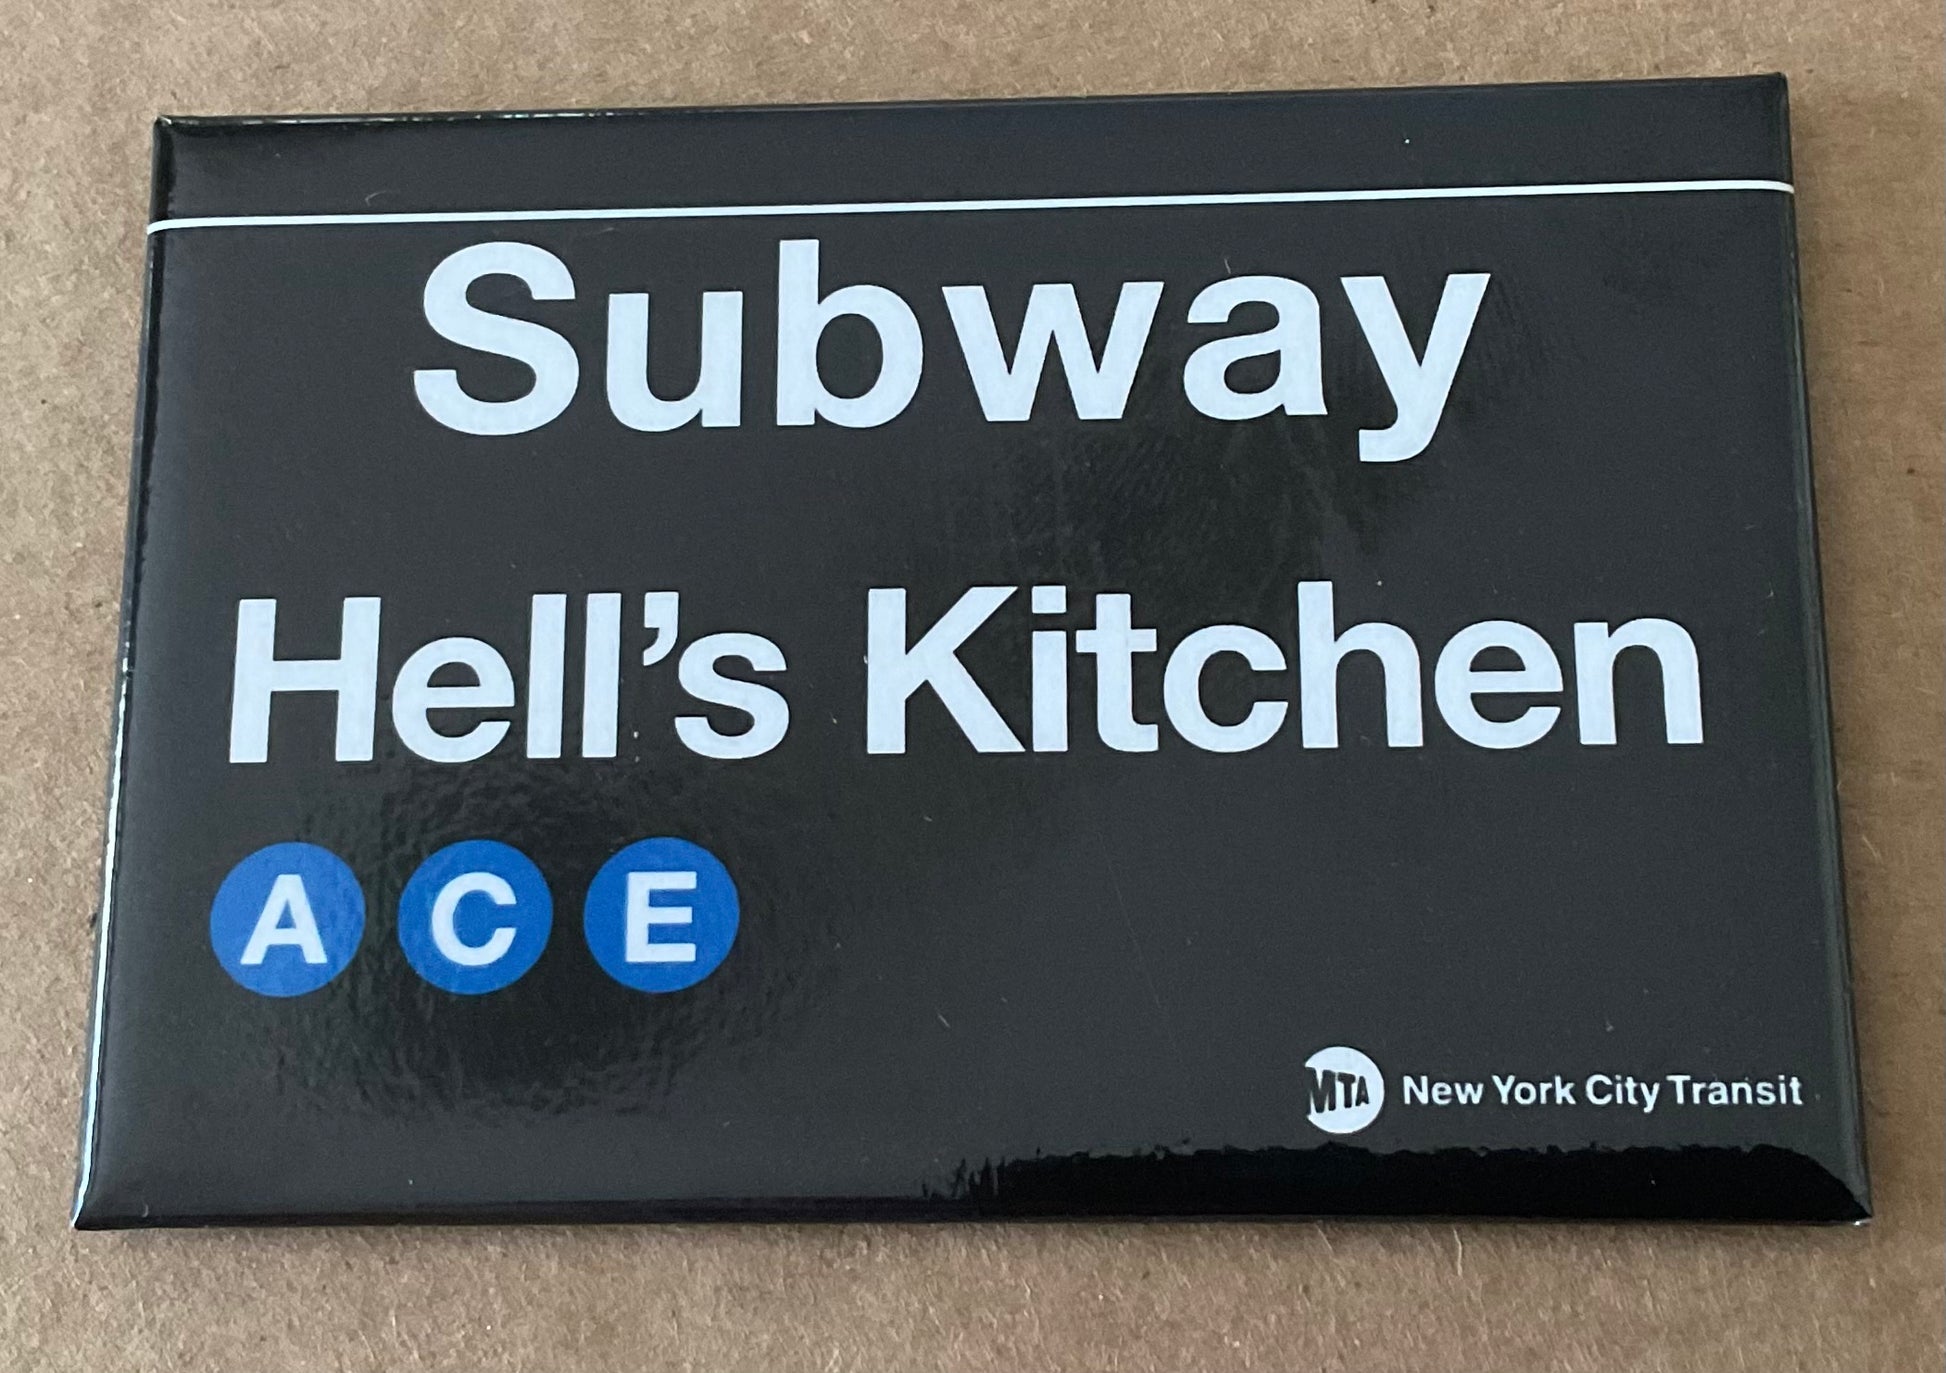 Subway
Hell's Kitchen
A C E
MTA New York City Transit